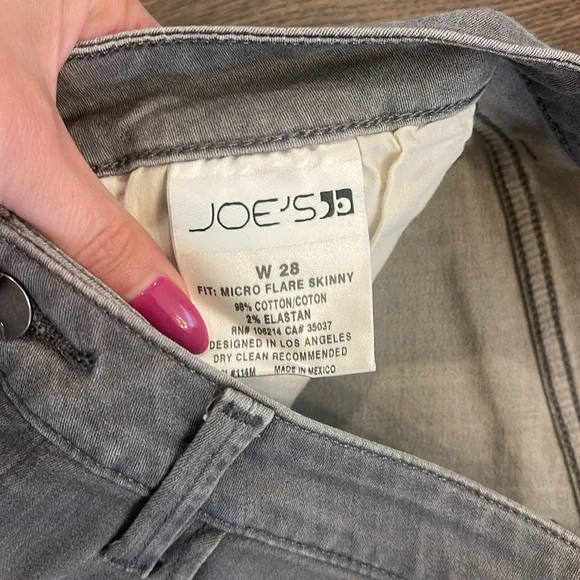 JOE'S
W 28
FIT: MICRO FLARE SKINNY
98% COTTON/COTON
2% ELASTAN
RN# 106214 CA# 35037
DESIGNED IN LOS ANGELES
DRY CLEAN RECOMMENDED
#114M MADE IN MEXICO